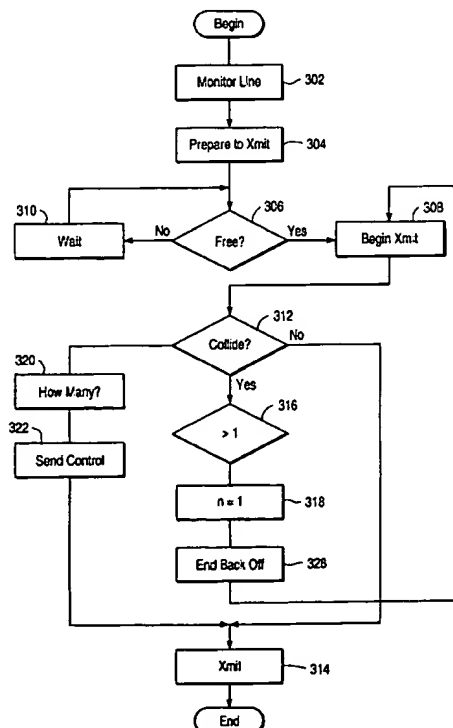 Begin
Monitor Line
302
Prepare to Xmit
304
306
310
308
Wait
No
Free?
Yes
Begin Xmit
312
Collide?
No
320
How Many?
Yes
316
322
> 1
Send Control
n = 1
318
End Back Off
328
Xmit
314
End